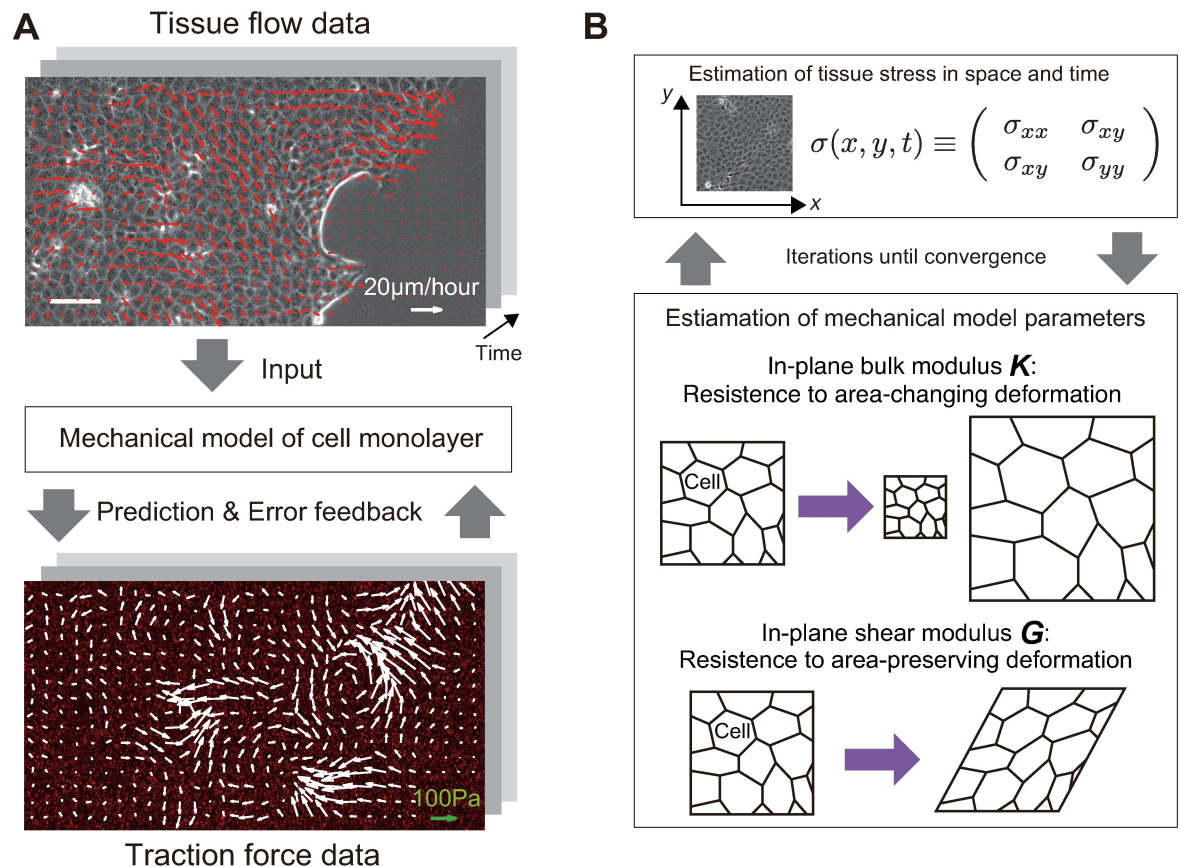 A
Tissue flow data
20μm/hour
Time
Input
Mechanical model of cell monolayer
Prediction & Error feedback
100Pa
Traction force data
B
Estimation of tissue stress in space and time
y
x
σ(x, y, t) ≡ ( σxx σxy
σxy σyy )
Iterations until convergence
Estiamation of mechanical model parameters
In-plane bulk modulus K:
Resistence to area-changing deformation
Cell
In-plane shear modulus G:
Resistence to area-preserving deformation
Cell